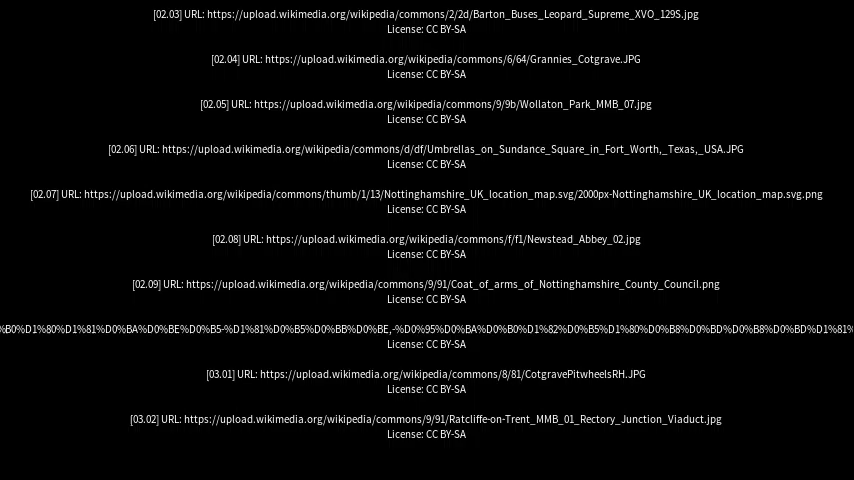 [02.03] URL: https://upload.wikimedia.org/wikipedia/commons/2/2d/Barton_Buses_Leopard_Supreme_XVO_129S.jpg
License: CC BY-SA
[02.04] URL: https://upload.wikimedia.org/wikipedia/commons/6/64/Grannies_Cotgrave.JPG
License: CC BY-SA
[02.05] URL: https://upload.wikimedia.org/wikipedia/commons/9/9b/Wollaton_Park_MMB_07.jpg
License: CC BY-SA
[02.06] URL: https://upload.wikimedia.org/wikipedia/commons/d/df/Umbrellas_on_Sundance_Square_in_Fort_Worth,_Texas,_USA.JPG
License: CC BY-SA
[02.07] URL: https://upload.wikimedia.org/wikipedia/commons/thumb/1/13/Nottinghamshire_UK_location_map.svg/2000px-Nottinghamshire_UK_location_map.svg.png
License: CC BY-SA
[02.08] URL: https://upload.wikimedia.org/wikipedia/commons/f/f1/Newstead_Abbey_02.jpg
License: CC BY-SA
[02.09] URL: https://upload.wikimedia.org/wikipedia/commons/9/91/Coat_of_arms_of_Nottinghamshire_County_Council.png
License: CC BY-SA
%B0%D1%80%D1%81%D0%BA%D0%BE%D0%B5-%D1%81%D0%B5%D0%BB%D0%BE,-%D0%95%D0%BA%D0%B0%D1%82%D0%B5%D1%80%D0%B8%D0%BD%D0%B8%D0%BD%D1%81%
License: CC BY-SA
[03.01] URL: https://upload.wikimedia.org/wikipedia/commons/8/81/CotgravePitwheelsRH.JPG
License: CC BY-SA
[03.02] URL: https://upload.wikimedia.org/wikipedia/commons/9/91/Ratcliffe-on-Trent_MMB_01_Rectory_Junction_Viaduct.jpg
License: CC BY-SA